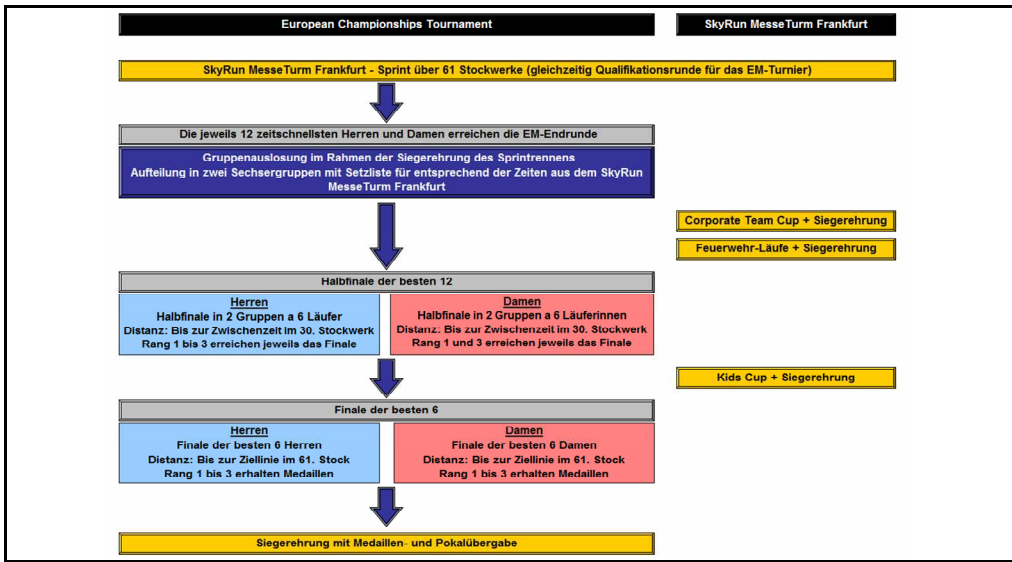 European Championships Tournament
SkyRun MesseTurm Frankfurt
SkyRun MesseTurm Frankfurt - Sprint über 61 Stockwerke (gleichzeitig Qualifikationsrunde für das EM-Turnier)
Die jeweils 12 zeitschnellsten Herren und Damen erreichen die EM-Endrunde
Gruppenauslosung im Rahmen der Siegerehrung des Sprintrennens
Aufteilung in zwei Sechsergruppen mit Setzliste für entsprechend der Zeiten aus dem SkyRun
MesseTurm Frankfurt
Corporate Team Cup + Siegerehrung
Feuerwehr-Läufe + Siegerehrung
Halbfinale der besten 12
Herren
Halbfinale in 2 Gruppen a 6 Läufer
Distanz: Bis zur Zwischenzeit im 30. Stockwerk
Rang 1 bis 3 erreichen jeweils das Finale
Damen
Halbfinale in 2 Gruppen a 6 Läuferinnen
Distanz: Bis zur Zwischenzeit im 30. Stockwerk
Rang 1 und 3 erreichen jeweils das Finale
Kids Cup + Siegerehrung
Finale der besten 6
Herren
Finale der besten 6 Herren
Distanz: Bis zur Ziellinie im 61. Stock
Rang 1 bis 3 erhalten Medaillen
Damen
Finale der besten 6 Damen
Distanz: Bis zur Ziellinie im 61. Stock
Rang 1 bis 3 erhalten Medaillen
Siegerehrung mit Medaillen- und Pokalübergabe